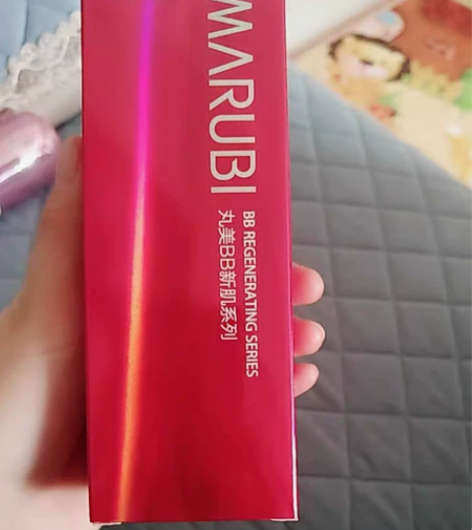 MARUBI
BB REGENERATING SERIES
丸美BB新肌系列